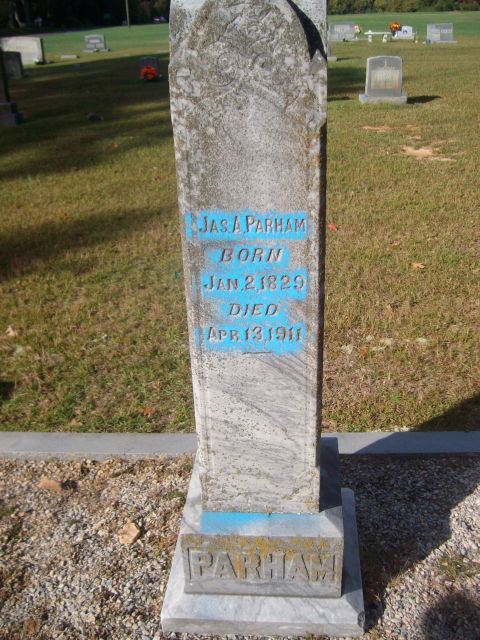 JAS. A. PARHAM
BORN
JAN. 2, 1829
DIED
APR. 13, 1911
PARHAM